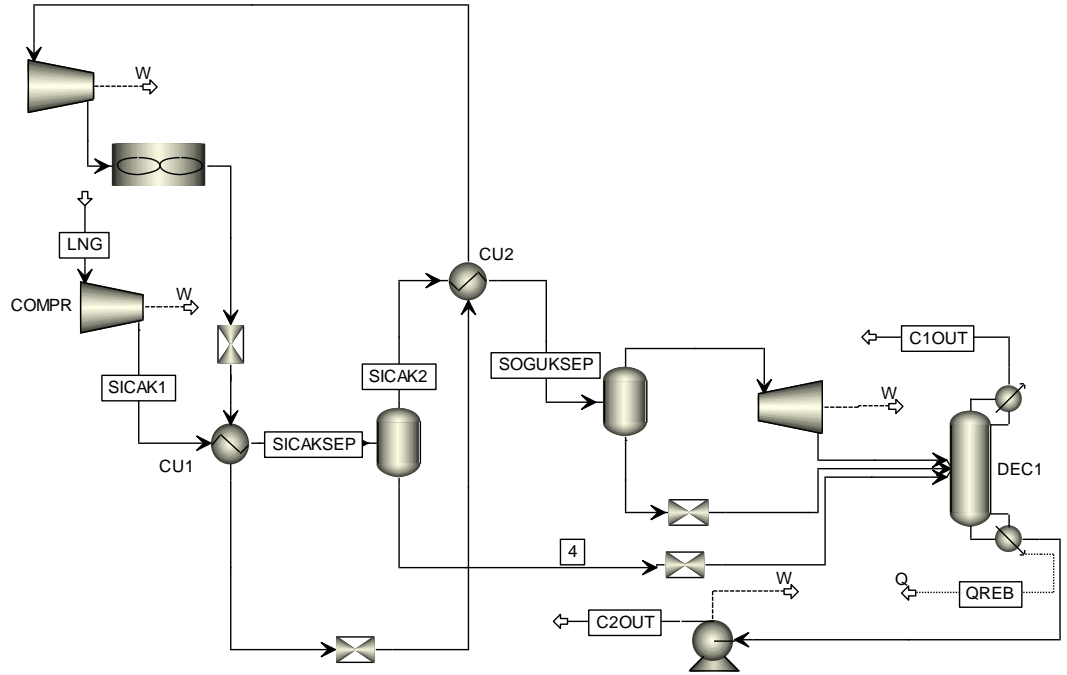 W
LNG
COMPR
W
CU2
SICAK1
SICAK2
SOGUKSEP
C1OUT
W
CU1
SICAKSEP
DEC1
4
W
Q
QREB
C2OUT